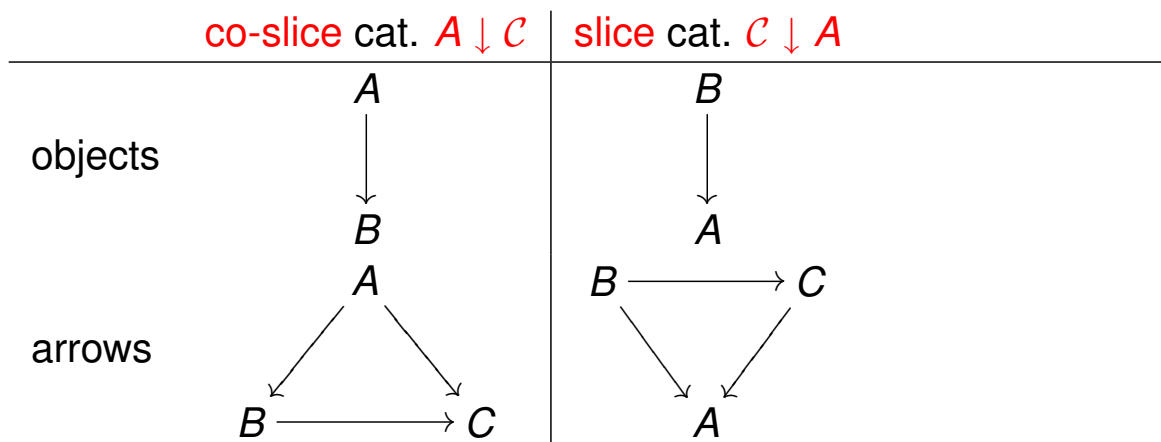 co-slice cat. A ↓ 𝒞 slice cat. 𝒞 ↓ A
A B
objects
B A
A B C
arrows
B C A